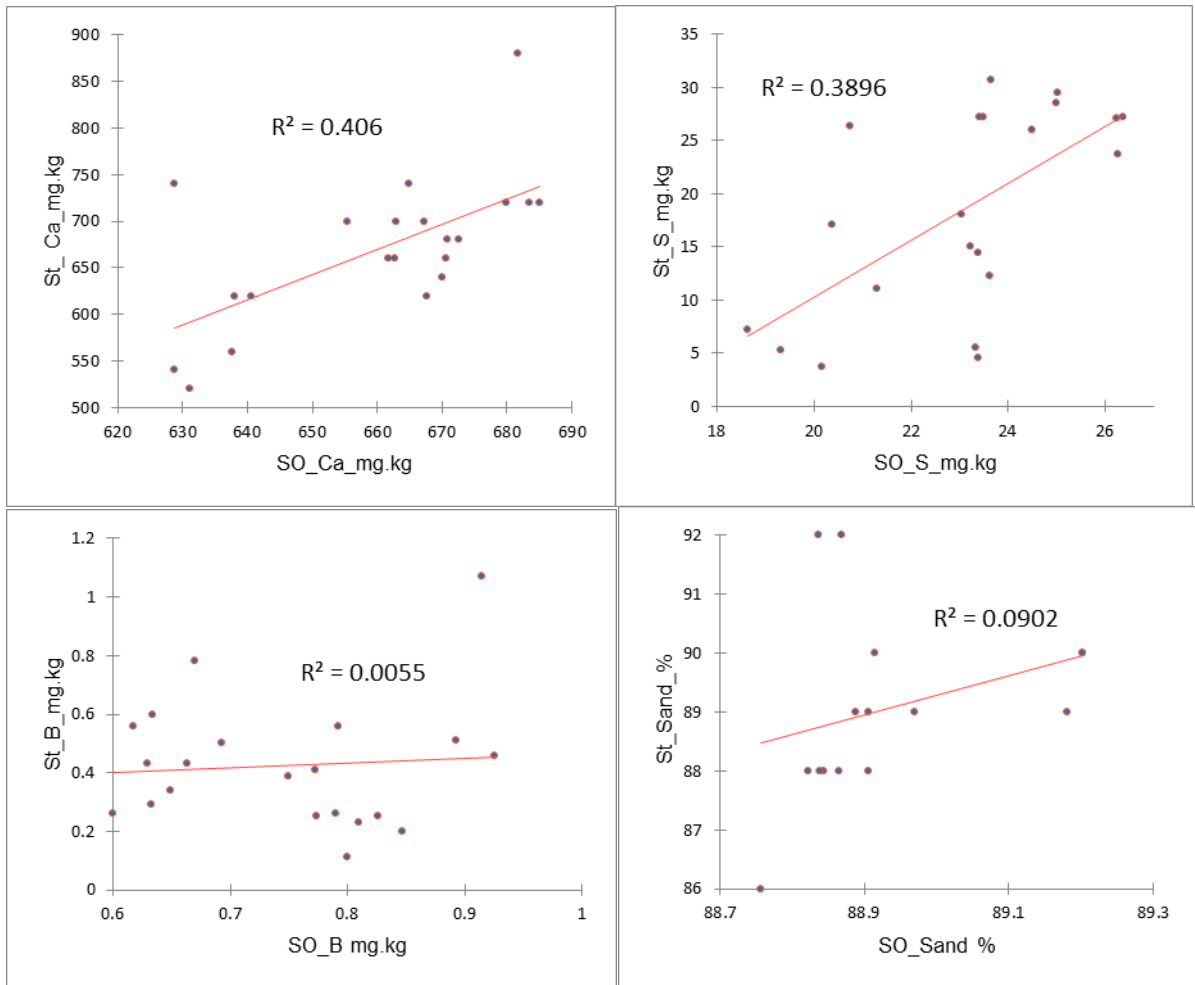 900
850
800
750
700
650
600
550
500
St_ Ca_mg.kg
R² = 0.406
620 630 640 650 660 670 680 690
SO_Ca_mg.kg
35
30
25
20
15
10
5
0
St_S_mg.kg
R² = 0.3896
18 20 22 24 26
SO_S_mg.kg
1.2
1
0.8
0.6
0.4
0.2
0
St_B_mg.kg
R² = 0.0055
0.6 0.7 0.8 0.9 1
SO_B mg.kg
92
91
90
89
88
87
86
St_Sand_%
R² = 0.0902
88.7 88.9 89.1 89.3
SO_Sand %